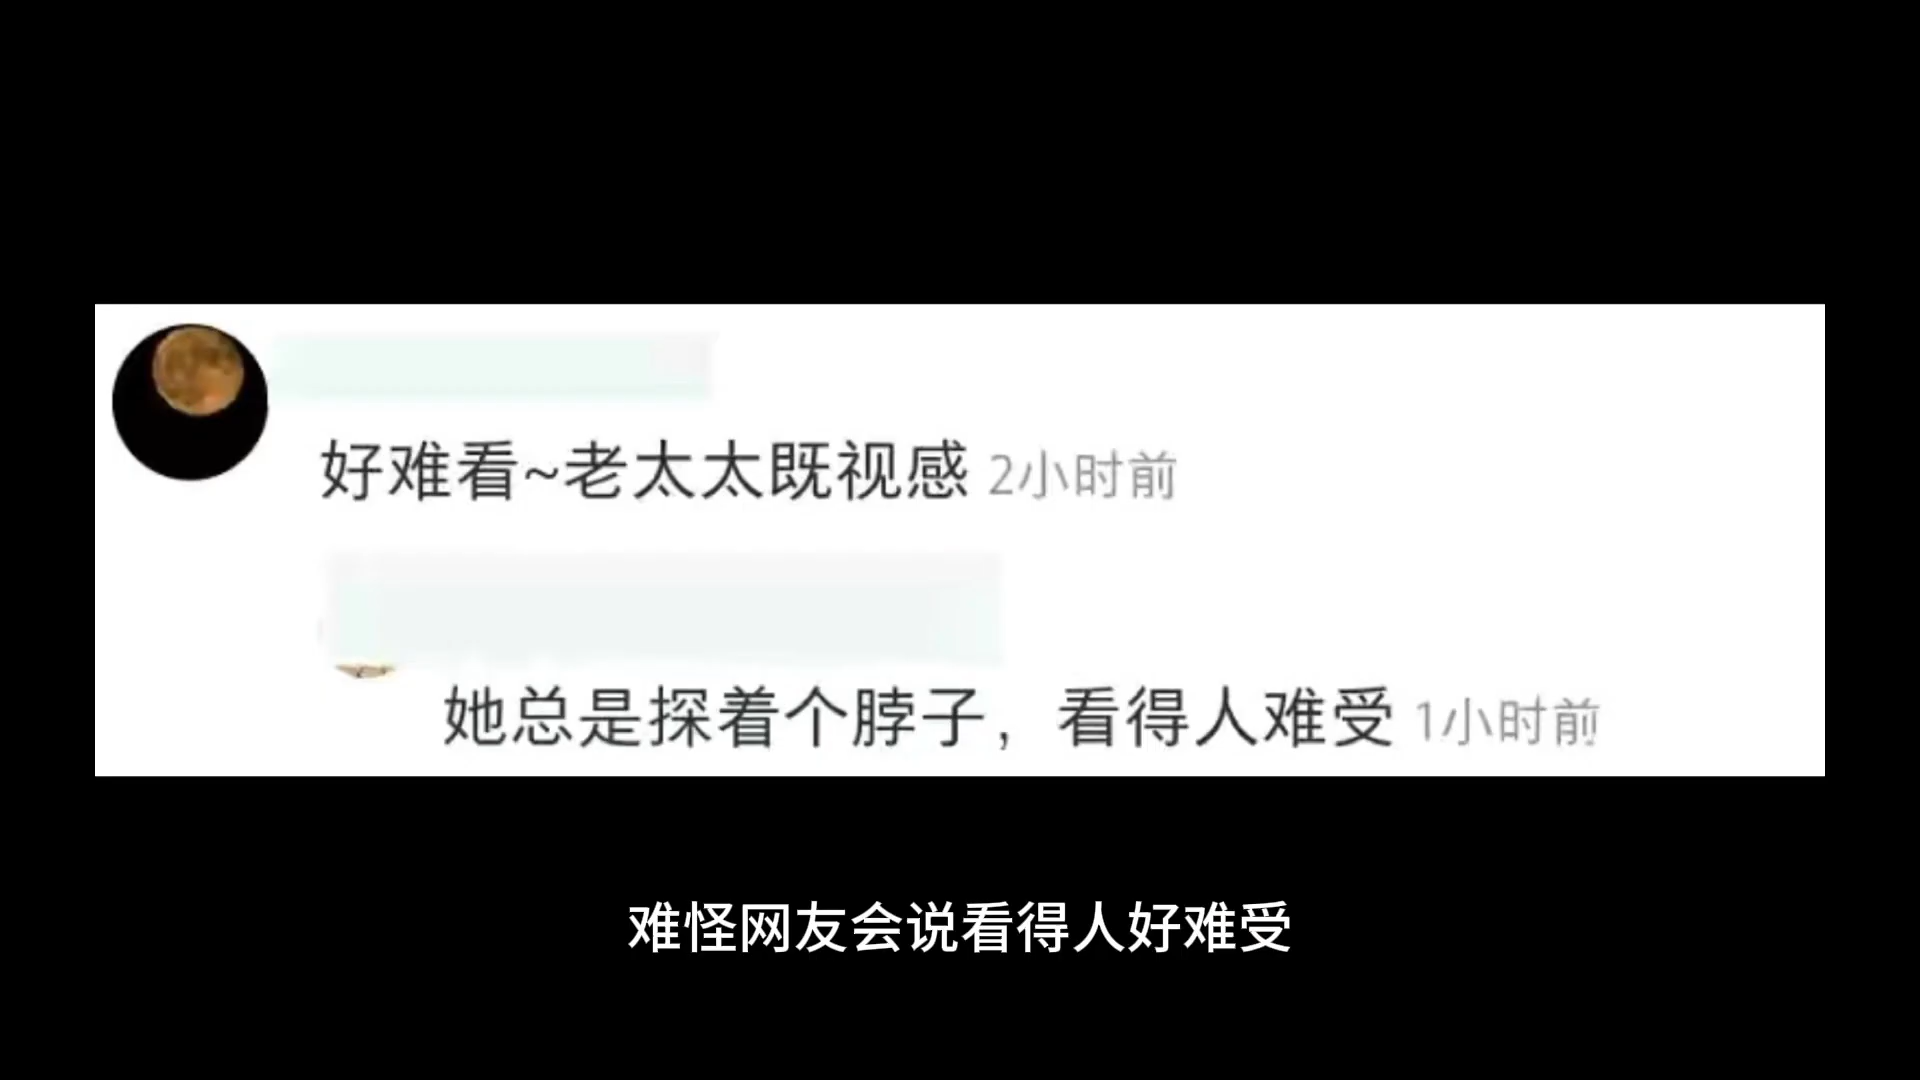 好难看~老太太既视感 2小时前
她总是探着个脖子，看得人难受 1小时前
难怪网友会说看得人好难受